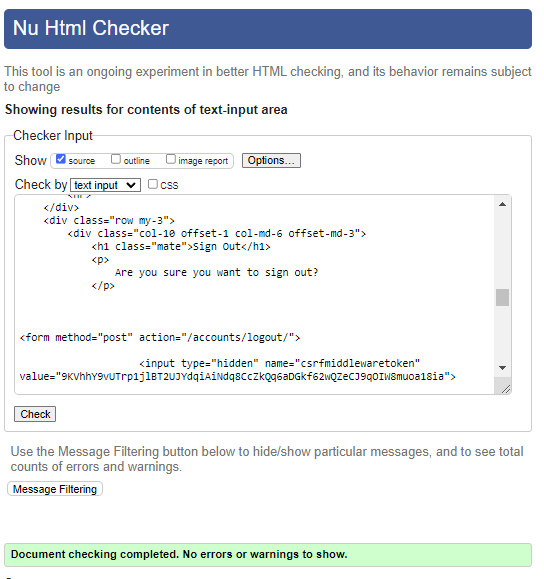 Nu Html Checker
This tool is an ongoing experiment in better HTML checking, and its behavior remains subject
to change
Showing results for contents of text-input area
Checker Input
Show source outline image report Options...
Check by text input CSS
</div>
<div class="row my-3">
<div class="col-10 offset-1 col-md-6 offset-md-3">
<h1 class="mate">Sign Out</h1>
<p>
Are you sure you want to sign out?
</p>
<form method="post" action="/accounts/logout/">
<input type="hidden" name="csrfmiddlewaretoken"
value="9KVhhY9vUTrp1jlBT2UJYdqiAiNdq8CcZkQq6aDGkf62wQZeCJ9qOIW8muoa18ia">
Check
Use the Message Filtering button below to hide/show particular messages, and to see total
counts of errors and warnings.
Message Filtering
Document checking completed. No errors or warnings to show.